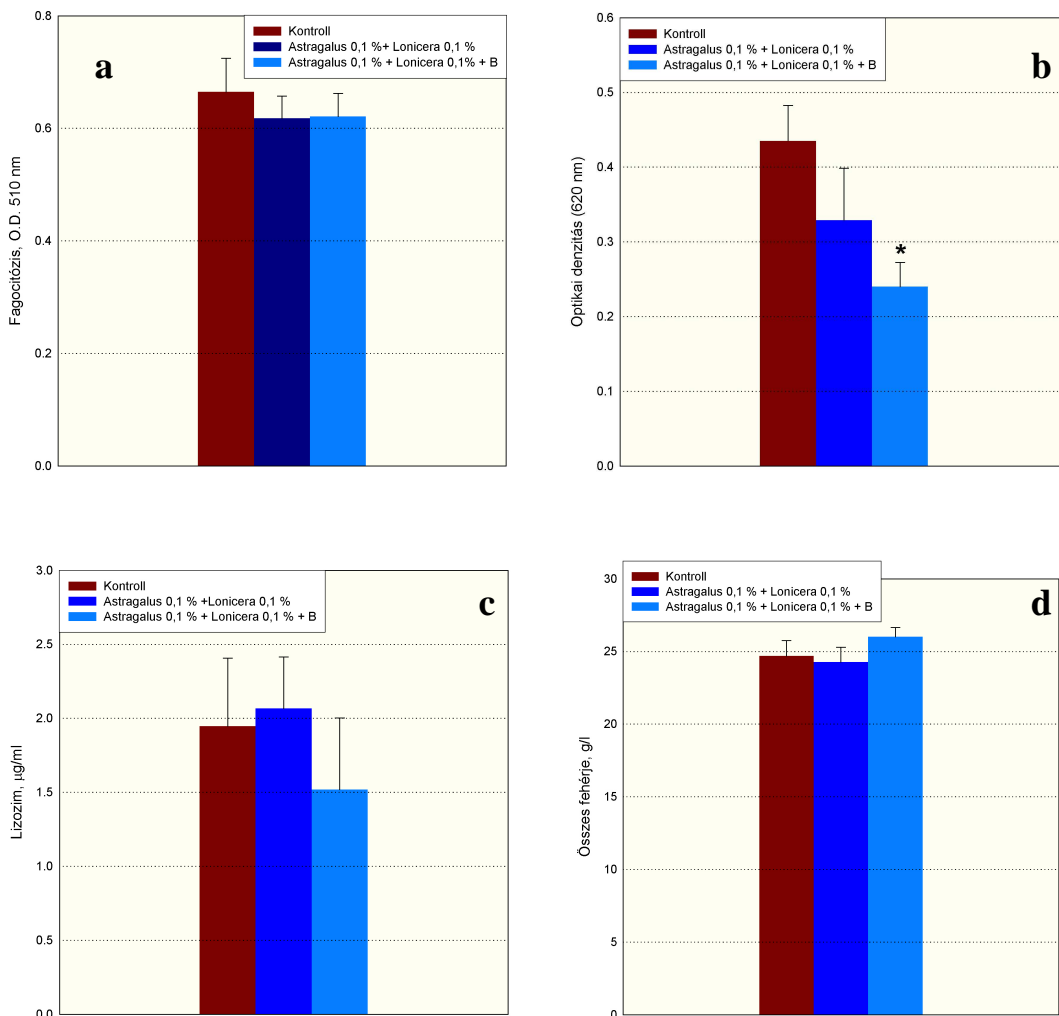 0.8
0.6
0.4
0.2
0.0
Fagocitózis, O.D. 510 nm
a
Kontroll
Astragalus 0,1 %+ Lonicera 0,1 %
Astragalus 0,1 % + Lonicera 0,1% + B
0.6
0.5
0.4
0.3
0.2
0.1
0.0
Optikai denzitás (620 nm)
Kontroll
Astragalus 0,1 % + Lonicera 0,1 %
Astragalus 0,1 % + Lonicera 0,1 % + B
b
*
3.0
2.5
2.0
1.5
1.0
0.5
0.0
Lizozim, µg/ml
Kontroll
Astragalus 0,1 % +Lonicera 0,1 %
Astragalus 0,1 % + Lonicera 0,1 % + B
c
30
25
20
15
10
5
0
Összes fehérje, g/l
Kontroll
Astragalus 0,1 % + Lonicera 0,1 %
Astragalus 0,1 % + Lonicera 0,1 % + B
d